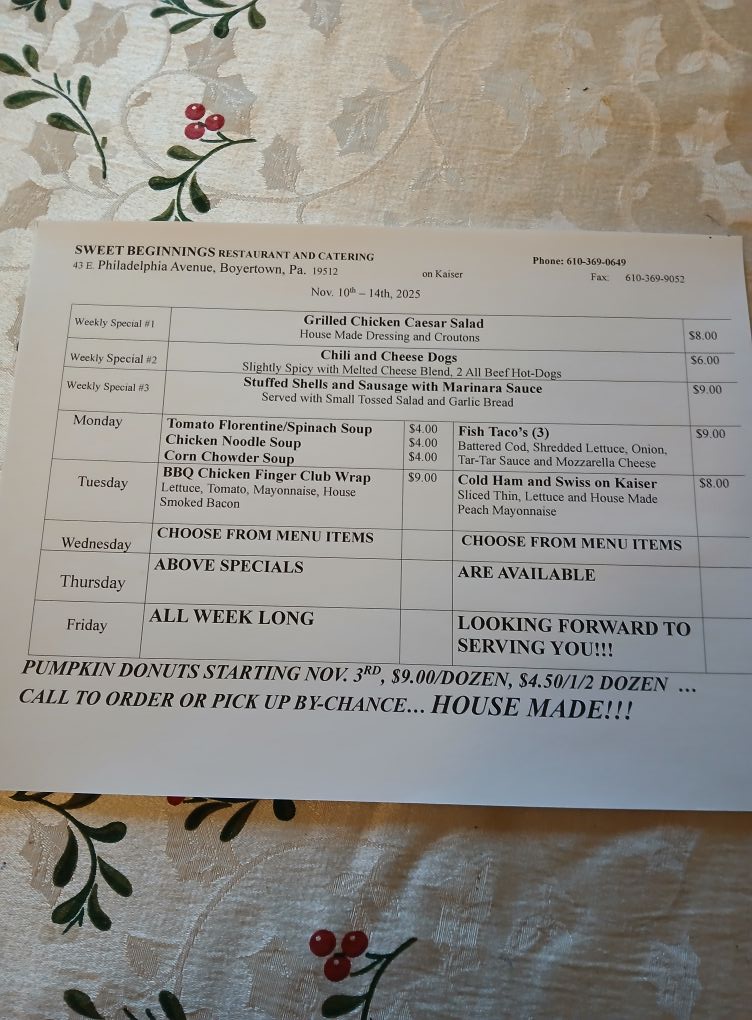 SWEET BEGINNINGS RESTAURANT AND CATERING
Phone: 610-369-0649
43 E. Philadelphia Avenue, Boyertown, Pa. 19512
on Kaiser
Fax: 610-369-9052
Nov. 10th – 14th, 2025
Weekly Special #1
Grilled Chicken Caesar Salad
House Made Dressing and Croutons
$8.00
Weekly Special #2
Chili and Cheese Dogs
Slightly Spicy with Melted Cheese Blend, 2 All Beef Hot-Dogs
$6.00
Weekly Special #3
Stuffed Shells and Sausage with Marinara Sauce
Served with Small Tossed Salad and Garlic Bread
$9.00
Monday
Tomato Florentine/Spinach Soup $4.00
Chicken Noodle Soup $4.00
Corn Chowder Soup $4.00
Fish Taco's (3) $9.00
Battered Cod, Shredded Lettuce, Onion,
Tar-Tar Sauce and Mozzarella Cheese
Tuesday
BBQ Chicken Finger Club Wrap $9.00
Lettuce, Tomato, Mayonnaise, House
Smoked Bacon
Cold Ham and Swiss on Kaiser $8.00
Sliced Thin, Lettuce and House Made
Peach Mayonnaise
Wednesday
CHOOSE FROM MENU ITEMS
CHOOSE FROM MENU ITEMS
Thursday
ABOVE SPECIALS
ARE AVAILABLE
Friday
ALL WEEK LONG
LOOKING FORWARD TO
SERVING YOU!!!
PUMPKIN DONUTS STARTING NOV. 3RD, $9.00/DOZEN, $4.50/1/2 DOZEN …
CALL TO ORDER OR PICK UP BY-CHANCE… HOUSE MADE!!!